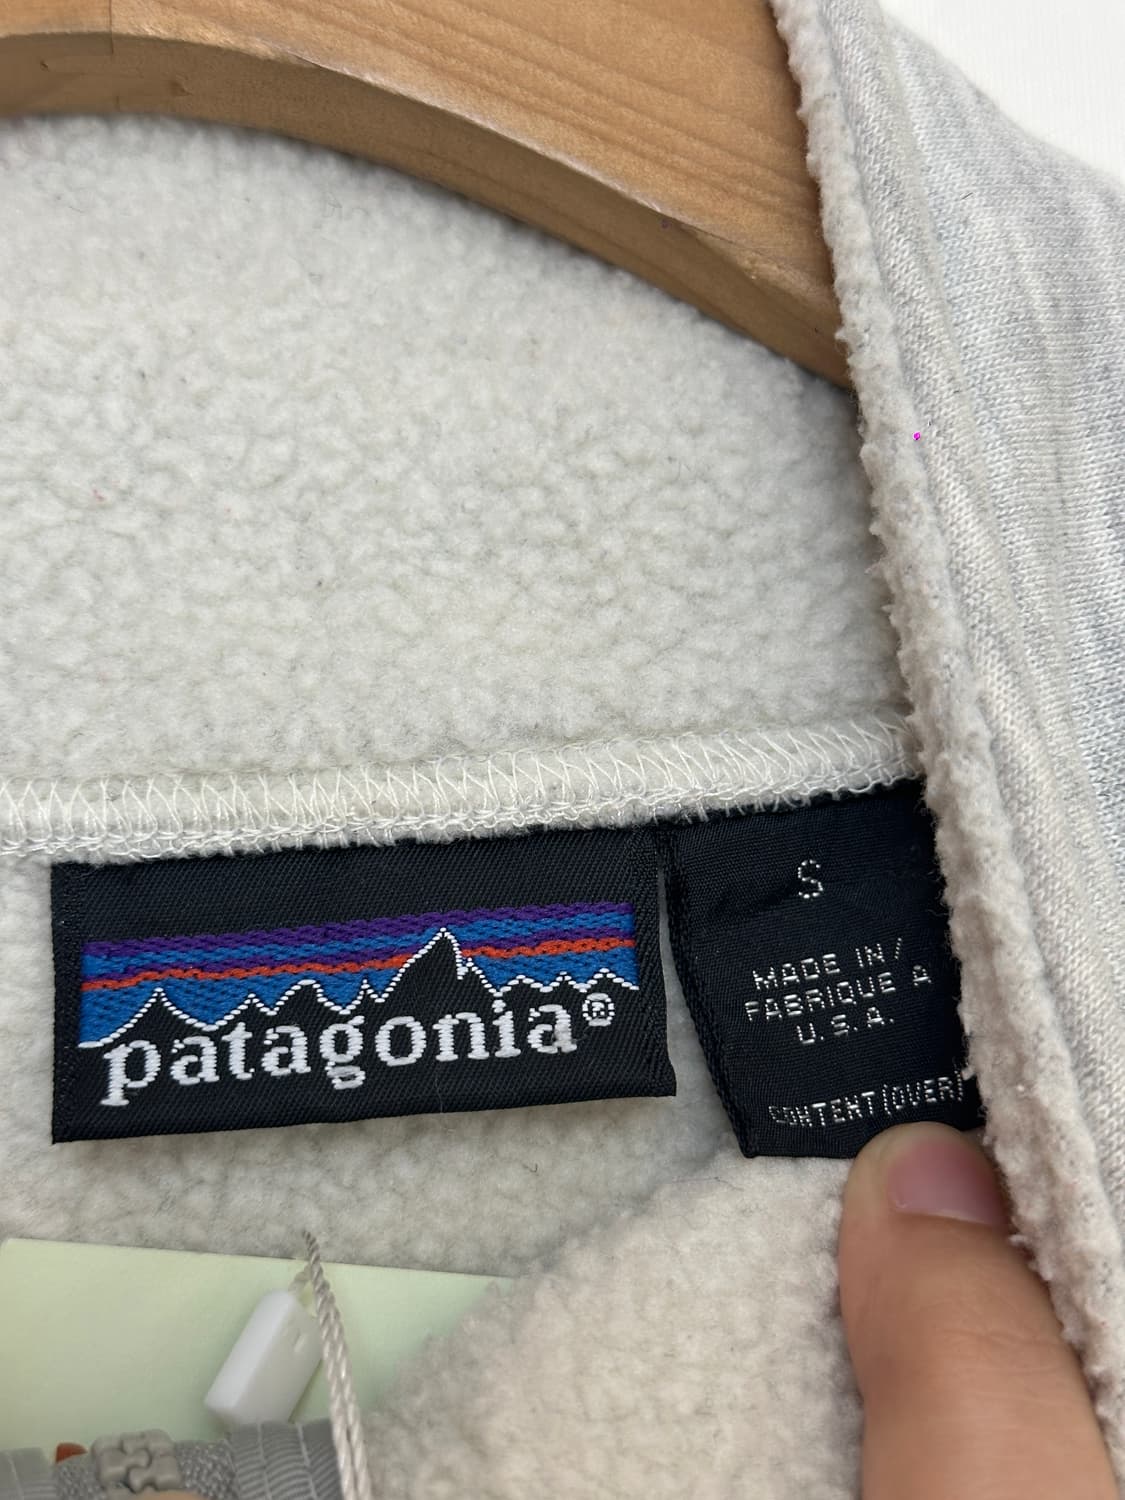 patagonia®
S
MADE IN/
FABRIQUE A
U.S.A.
CONTENT(OVER)